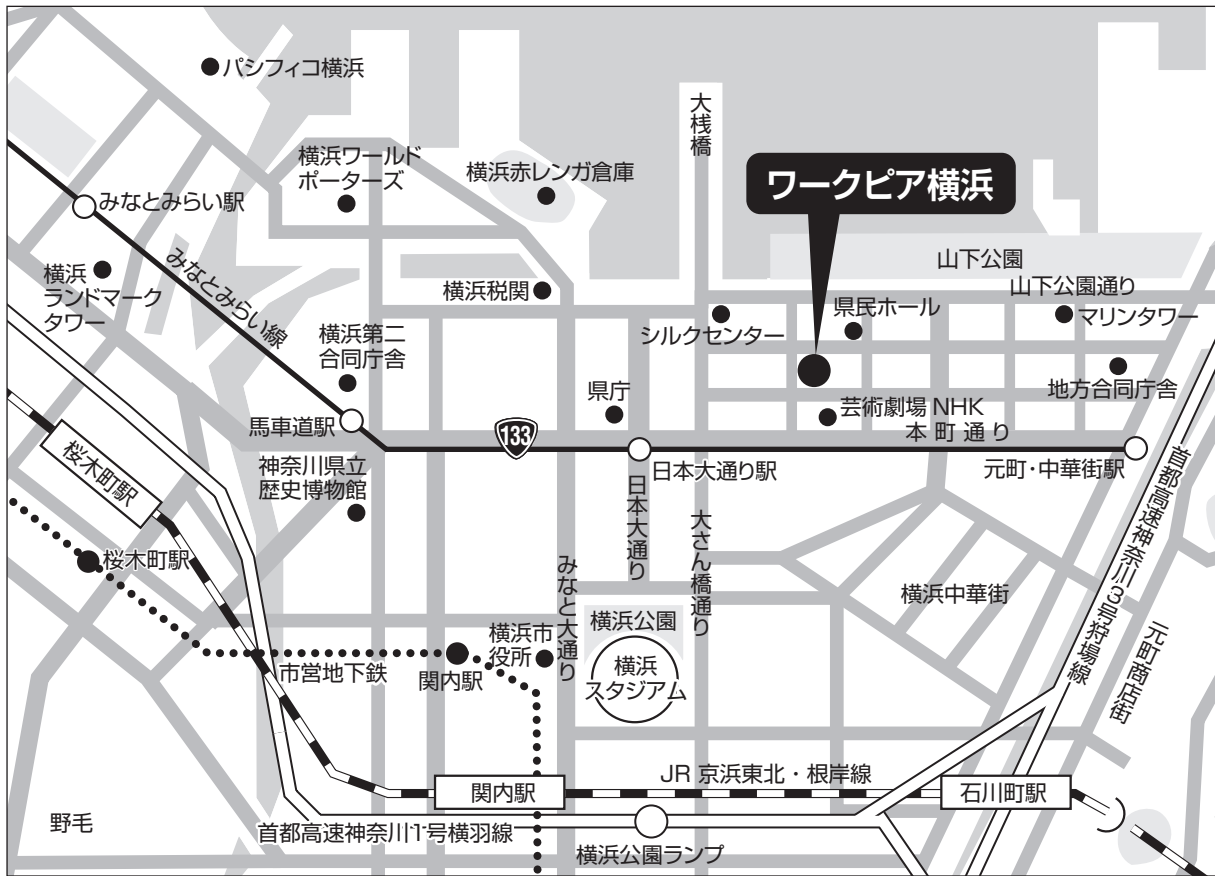 パシフィコ横浜
大桟橋
横浜ワールド
ポーターズ
横浜赤レンガ倉庫
ワークピア横浜
みなとみらい駅
山下公園
横浜
ランドマーク
タワー
みなとみらい線
横浜税関
山下公園通り
シルクセンター
県民ホール
マリンタワー
横浜第二
合同庁舎
県庁
地方合同庁舎
芸術劇場 NHK
馬車道駅
133
本町通り
桜木町駅
神奈川県立
歴史博物館
日本大通り駅
元町・中華街駅
首都高速神奈川3号狩場線
日本大通り
大さん橋通り
桜木町駅
みなと大通り
横浜中華街
横浜公園
元町商店街
市営地下鉄
関内駅
横浜市
役所
横浜
スタジアム
JR 京浜東北・根岸線
関内駅
石川町駅
野毛
首都高速神奈川1号横羽線
横浜公園ランプ